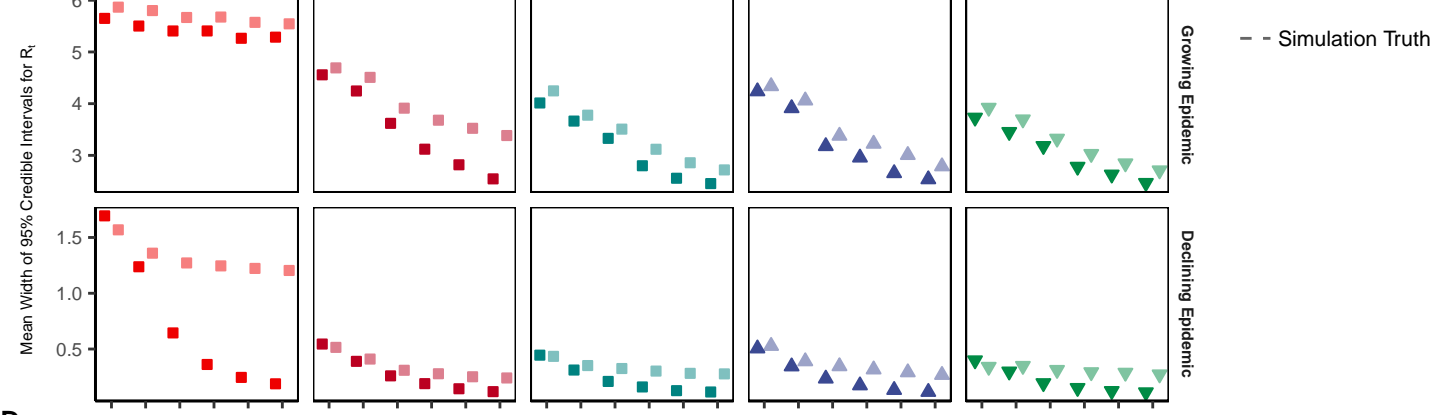 6
5
4
3
Growing Epidemic
Simulation Truth
Mean Width of 95% Credible Intervals for Rt
1.5
1.0
0.5
Declining Epidemic